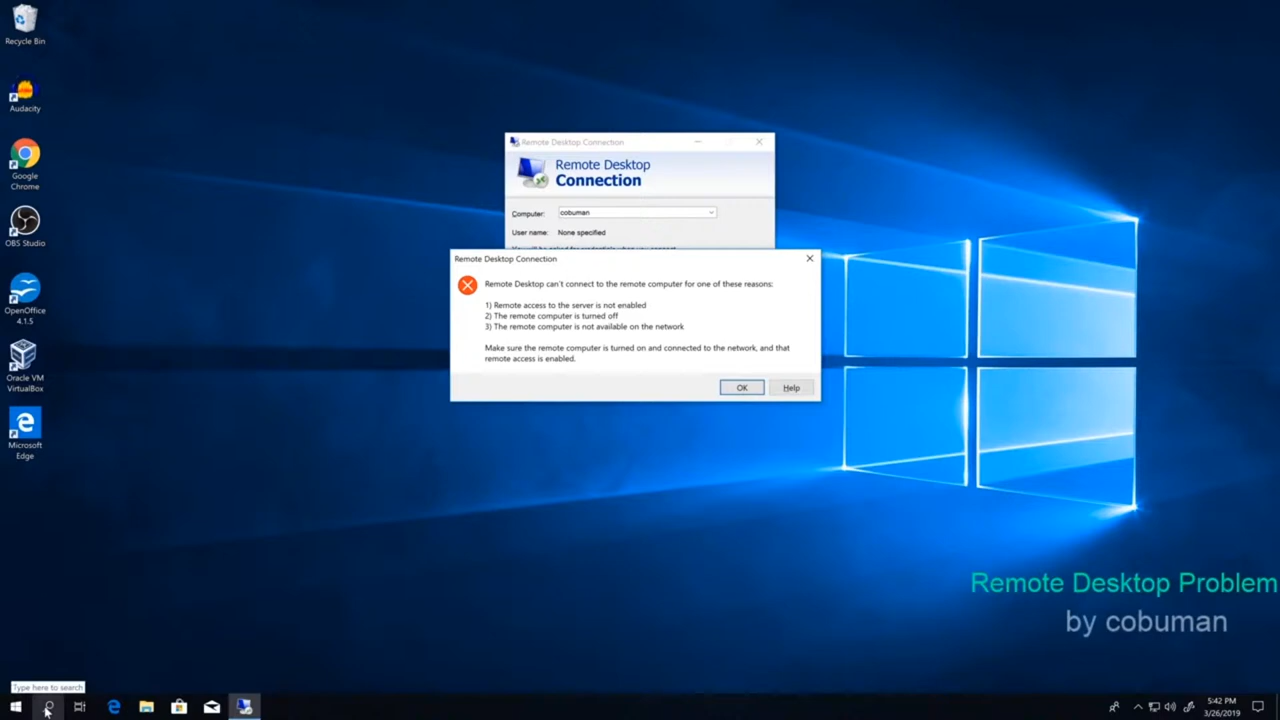 Recycle Bin
Audacity
Google
Chrome
OBS Studio
OpenOffice
4.1.5
Oracle VM
VirtualBox
Microsoft
Edge
Remote Desktop Connection
Remote Desktop
Connection
Computer:
cobuman
User name:
None specified
Remote Desktop Connection
Remote Desktop can't connect to the remote computer for one of these reasons:
1) Remote access to the server is not enabled
2) The remote computer is turned off
3) The remote computer is not available on the network
Make sure the remote computer is turned on and connected to the network, and that
remote access is enabled.
OK
Help
Remote Desktop Problem
by cobuman
Type here to search
5:42 PM
3/26/2019